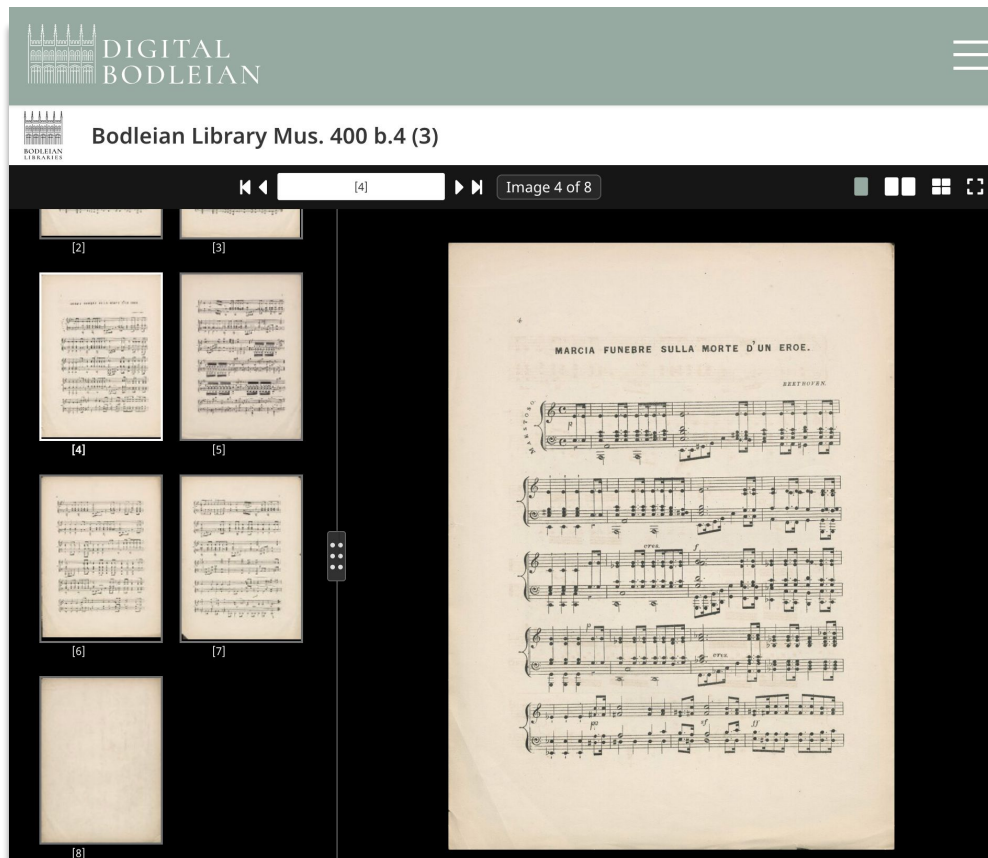 DIGITAL
BODLEIAN
BODLEIAN
LIBRARIES
Bodleian Library Mus. 400 b.4 (3)
[4]
Image 4 of 8
[2]
[3]
[4]
[5]
[6]
[7]
[8]
4
MARCIA FUNEBRE SULLA MORTE D'UN EROE.
BEETHOVEN.
MAESTOSO
p
cres.
f
p
cres.
pp
sf
ff